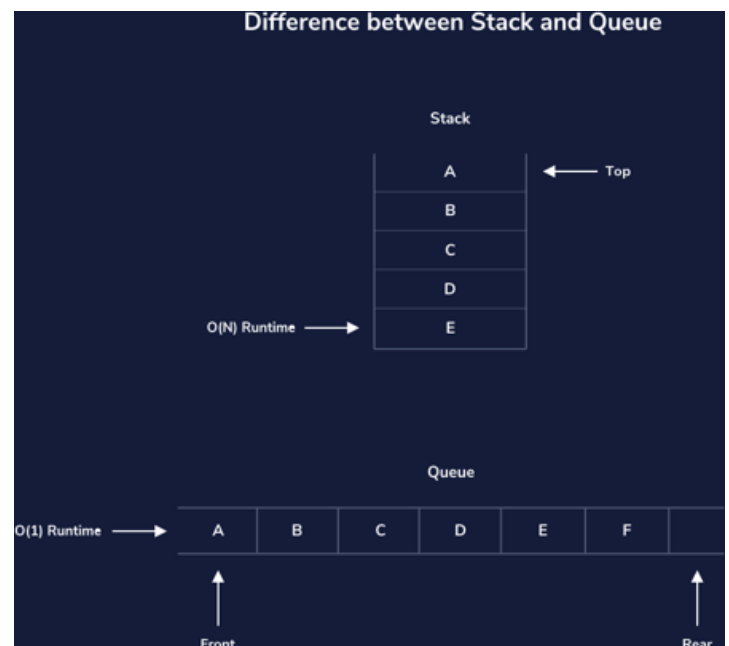 Difference between Stack and Queue
Stack
A
Top
B
C
D
O(N) Runtime
E
Queue
O(1) Runtime
A B C D E F
Front Rear